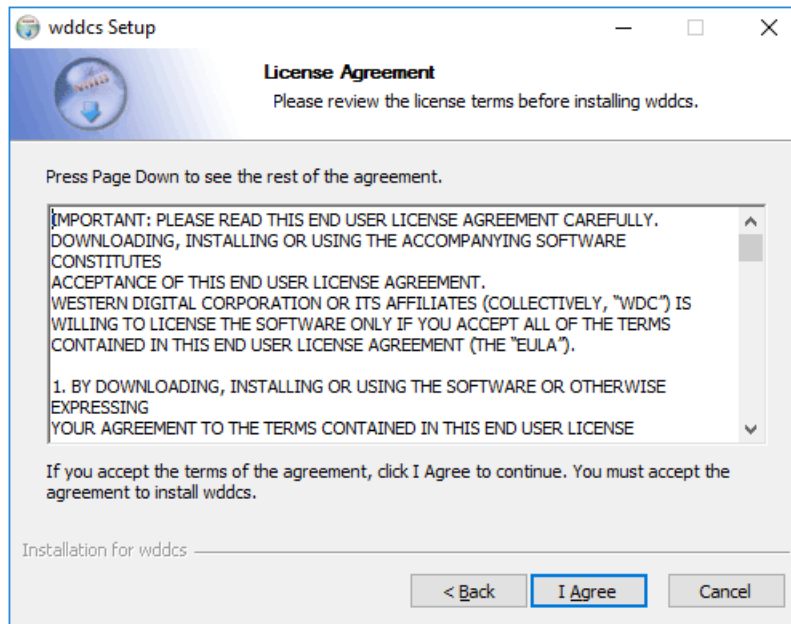 wddcs Setup
License Agreement
Please review the license terms before installing wddcs.
Press Page Down to see the rest of the agreement.
IMPORTANT: PLEASE READ THIS END USER LICENSE AGREEMENT CAREFULLY.
DOWNLOADING, INSTALLING OR USING THE ACCOMPANYING SOFTWARE
CONSTITUTES
ACCEPTANCE OF THIS END USER LICENSE AGREEMENT.
WESTERN DIGITAL CORPORATION OR ITS AFFILIATES (COLLECTIVELY, “WDC”) IS
WILLING TO LICENSE THE SOFTWARE ONLY IF YOU ACCEPT ALL OF THE TERMS
CONTAINED IN THIS END USER LICENSE AGREEMENT (THE “EULA”).
1. BY DOWNLOADING, INSTALLING OR USING THE SOFTWARE OR OTHERWISE
EXPRESSING
YOUR AGREEMENT TO THE TERMS CONTAINED IN THIS END USER LICENSE
If you accept the terms of the agreement, click I Agree to continue. You must accept the
agreement to install wddcs.
Installation for wddcs
< Back
I Agree
Cancel